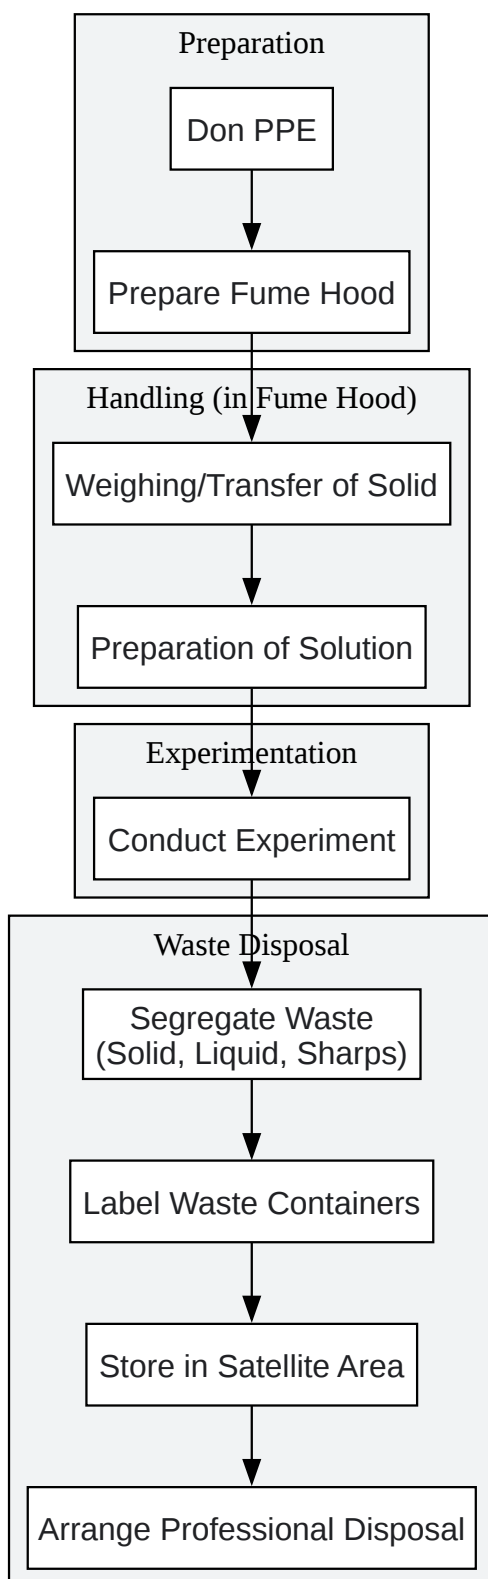 Preparation
Don PPE
Prepare Fume Hood
Handling (in Fume Hood)
Weighing/Transfer of Solid
Preparation of Solution
Experimentation
Conduct Experiment
Waste Disposal
Segregate Waste
(Solid, Liquid, Sharps)
Label Waste Containers
Store in Satellite Area
Arrange Professional Disposal